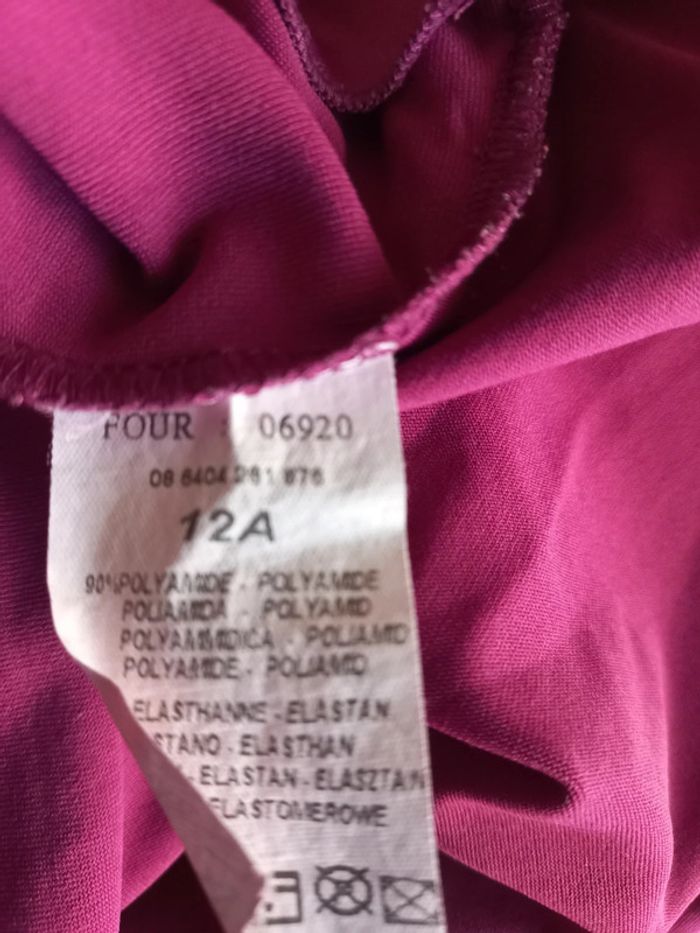 FOUR : 06920
08 6404 281 876
12A
90%POLYAMIDE - POLYAMIDE
POLIAMIDA - POLYAMID
POLYAMMIDICA - POLIAMID
POLYAMIDE - POLIAMID
ELASTHANNE - ELASTAN
STANO - ELASTHAN
- ELASTAN - ELASZTAN
ELASTOMEROWE